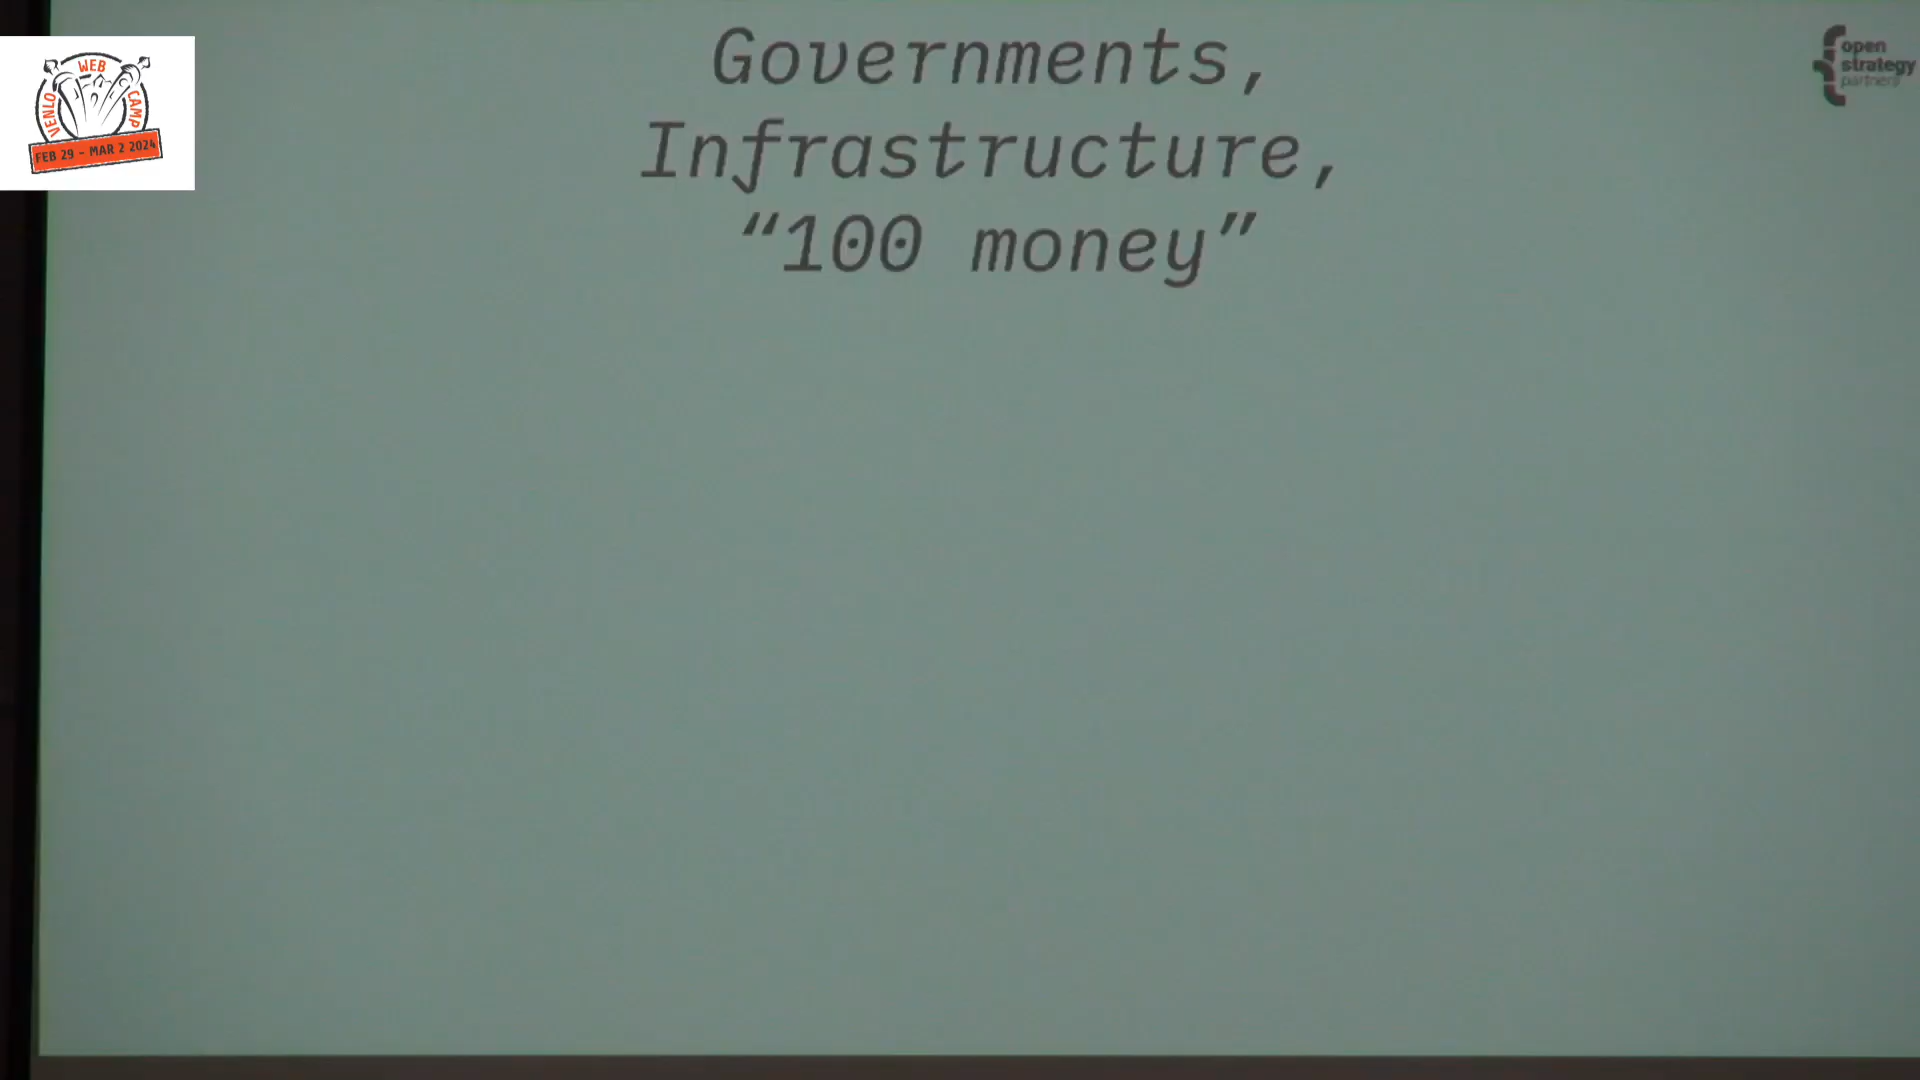 Governments,
Infrastructure,
“100 money”
open
strategy
partners
WEB
VENLO
CAMP
FEB 29 - MAR 2 2024